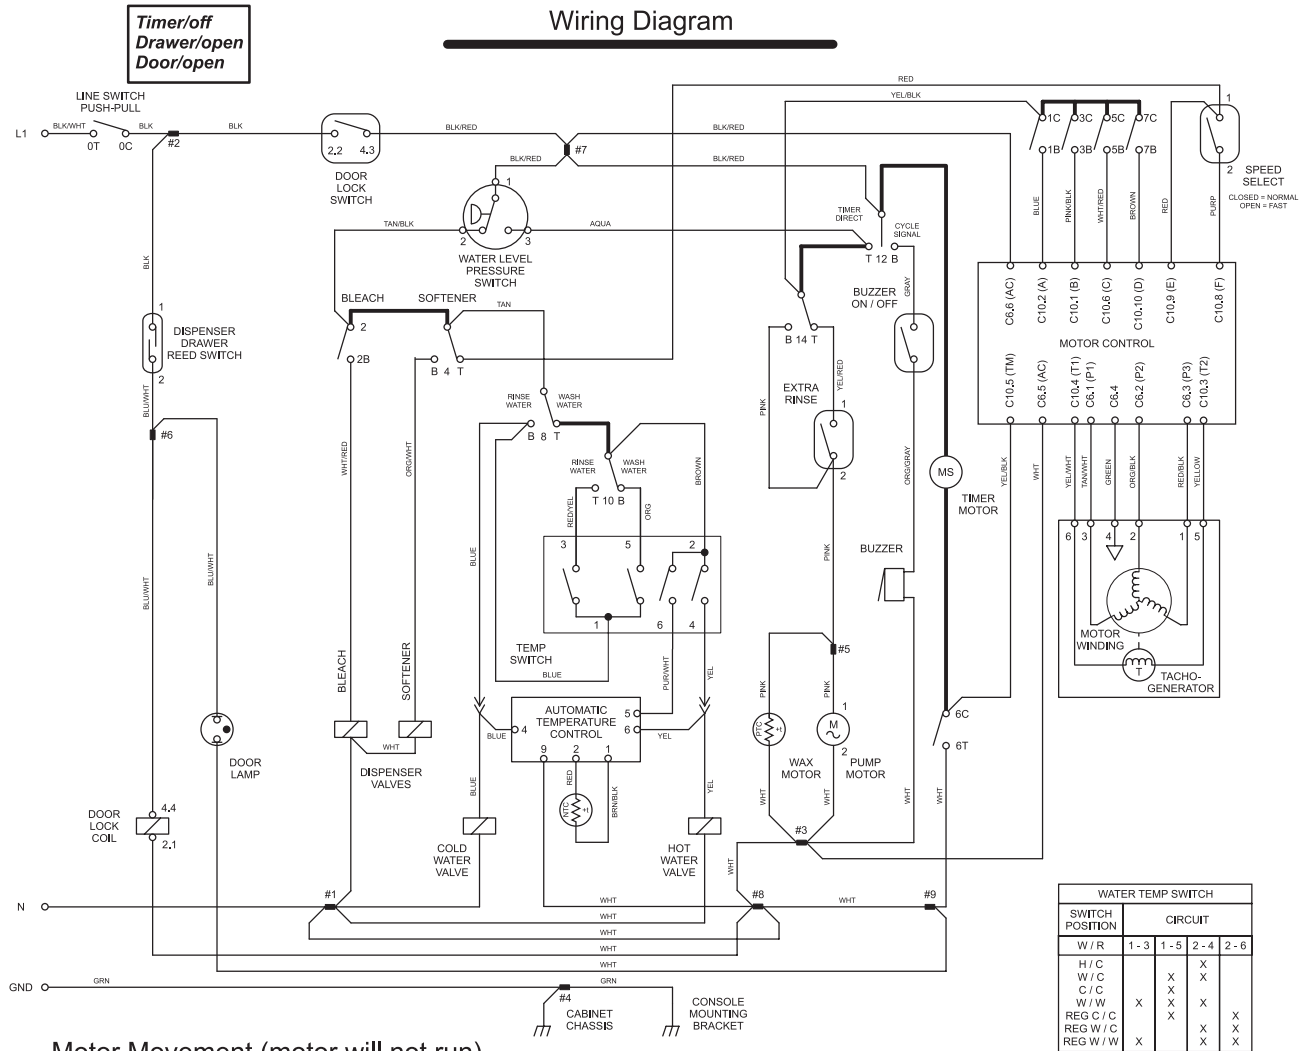 Wiring Diagram
Timer/off
Drawer/open
Door/open
LINE SWITCH
PUSH-PULL
L1
BLK/WHT
0T
0C
BLK
#2
BLK
2.2
4.3
DOOR
LOCK
SWITCH
BLK/RED
#7
BLK/RED
BLK/RED
BLK/RED
RED
YEL/BLK
1
2
3
TAN/BLK
AQUA
WATER LEVEL
PRESSURE
SWITCH
TIMER
DIRECT
CYCLE
SIGNAL
T 12 B
1C
3C
5C
7C
1B
3B
5B
7B
BLUE
PINK/BLK
WHT/RED
BROWN
RED
PURP
1
2
SPEED
SELECT
CLOSED = NORMAL
OPEN = FAST
BLK
1
DISPENSER
DRAWER
REED SWITCH
2
BLU/WHT
#6
BLEACH
SOFTENER
TAN
2
2B
B 4 T
RINSE
WATER
WASH
WATER
B 8 T
RINSE
WATER
WASH
WATER
T 10 B
BROWN
BUZZER
ON / OFF
GRAY
B 14 T
EXTRA
RINSE
YEL/RED
PINK
1
2
C6.6 (AC)
C10.2 (A)
C10.1 (B)
C10.6 (C)
C10.10 (D)
C10.9 (E)
C10.8 (F)
MOTOR CONTROL
C10.5 (TM)
C6.5 (AC)
C10.4 (T1)
C6.1 (P1)
C6.4
C6.2 (P2)
C6.3 (P3)
C10.3 (T2)
WHT/RED
ORG/WHT
RED/YEL
ORG
ORG/GRAY
MS
TIMER
MOTOR
YEL/BLK
WHT
YEL/WHT
TAN/WHT
GREEN
ORG/BLK
RED/BLK
YELLOW
3
5
2
1
6
4
TEMP
SWITCH
BLUE
BLUE
PUR/WHT
YEL
BUZZER
PINK
#5
6
3
4
2
1
5
MOTOR
WINDING
T
TACHO-
GENERATOR
BLU/WHT
BLU/WHT
BLEACH
SOFTENER
WHT
DISPENSER
VALVES
AUTOMATIC
TEMPERATURE
CONTROL
BLUE
4
5
6
YEL
9
2
1
RED
BRN/BLK
NTC
+t
BLUE
YEL
PINK
PINK
PTC
+t
M
1
2
WAX
MOTOR
PUMP
MOTOR
6C
6T
DOOR
LAMP
DOOR
LOCK
COIL
4.4
2.1
COLD
WATER
VALVE
HOT
WATER
VALVE
WHT
WHT
WHT
WHT
#3
WHT
N
#1
WHT
#8
WHT
#9
WHT
WHT
WHT
GND
GRN
GRN
#4
CABINET
CHASSIS
CONSOLE
MOUNTING
BRACKET
WATER TEMP SWITCH
SWITCH
POSITION
CIRCUIT
W / R 1 - 3 1 - 5 2 - 4 2 - 6
H / C X
W / C X X
C / C X
W / W X X X
REG C / C X X
REG W / C X X
REG W / W X X X
Motor Movement (motor will not run)